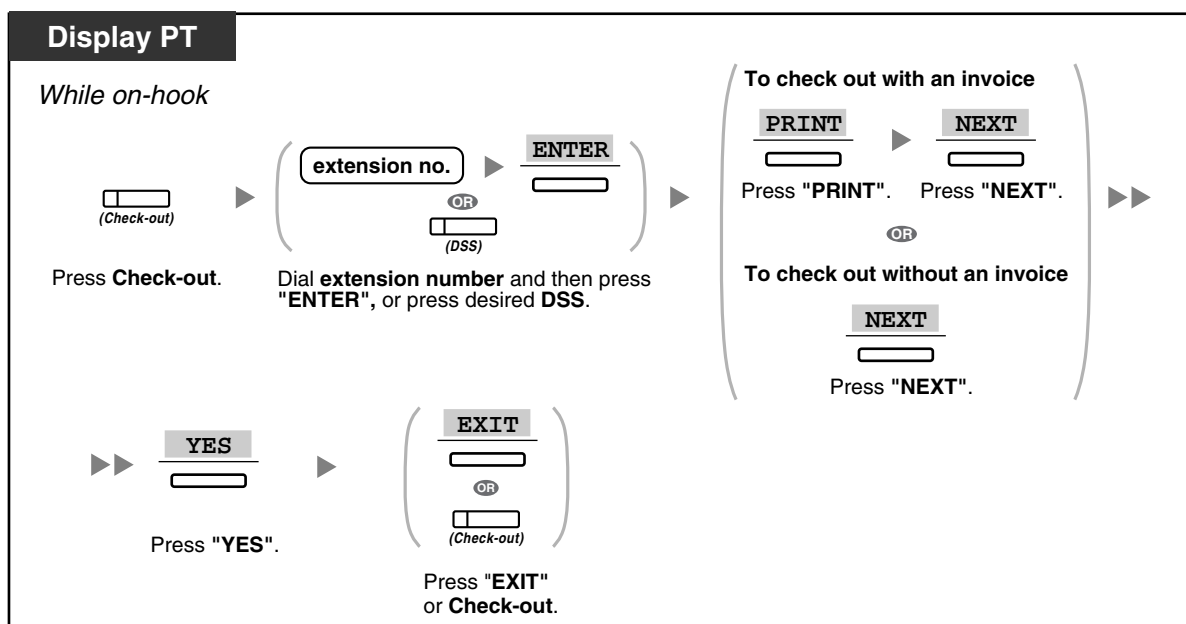 Display PT
While on-hook
(Check-out)
Press Check-out.
extension no.
ENTER
OR
(DSS)
Dial extension number and then press
"ENTER", or press desired DSS.
To check out with an invoice
PRINT
NEXT
Press "PRINT".
Press "NEXT".
OR
To check out without an invoice
NEXT
Press "NEXT".
YES
Press "YES".
EXIT
OR
(Check-out)
Press "EXIT"
or Check-out.